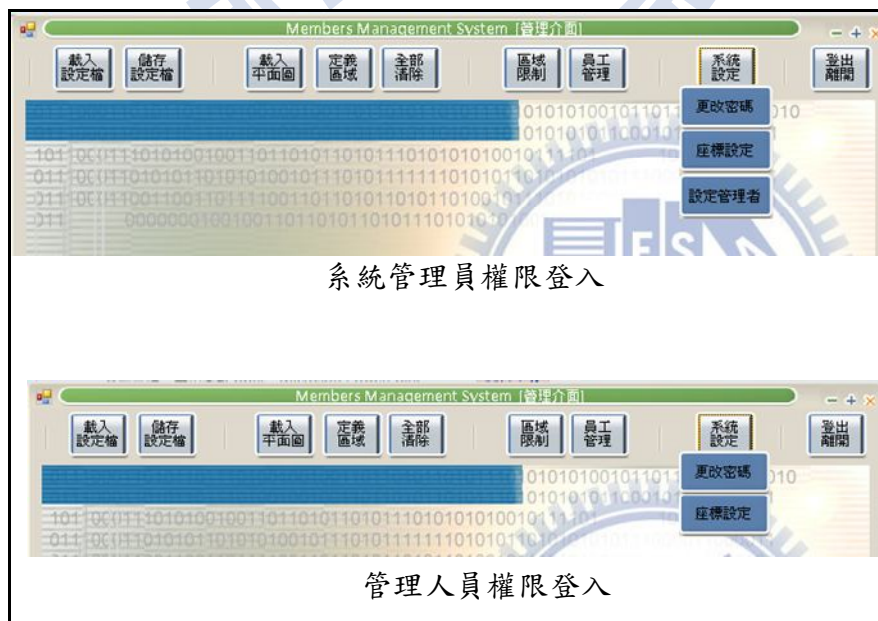 Members Management System [管理介面]
載入設定檔 儲存設定檔 載入平面圖 定義區域 全部清除 區域限制 員工管理 系統設定 登出離開
更改密碼
座標設定
設定管理者
系統管理員權限登入
Members Management System [管理介面]
載入設定檔 儲存設定檔 載入平面圖 定義區域 全部清除 區域限制 員工管理 系統設定 登出離開
更改密碼
座標設定
管理人員權限登入